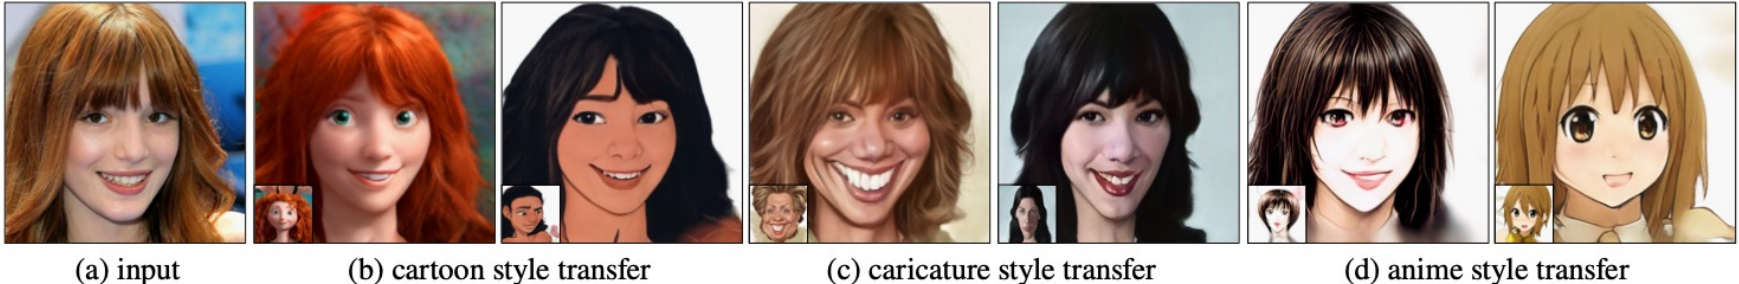 (a) input
(b) cartoon style transfer
(c) caricature style transfer
(d) anime style transfer